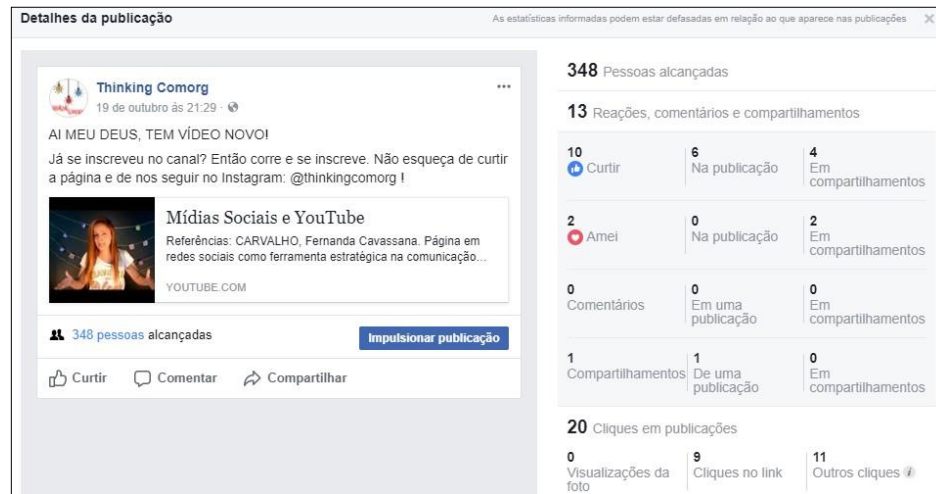 Detalhes da publicação
As estatísticas informadas podem estar defasadas em relação ao que aparece nas publicações
Thinking Comorg
19 de outubro às 21:29 ·
AI MEU DEUS, TEM VÍDEO NOVO!
Já se inscreveu no canal? Então corre e se inscreve. Não esqueça de curtir
a página e de nos seguir no Instagram: @thinkingcomorg !
Mídias Sociais e YouTube
Referências: CARVALHO, Fernanda Cavassana. Página em
redes sociais como ferramenta estratégica na comunicação...
YOUTUBE.COM
348 pessoas alcançadas
Impulsionar publicação
Curtir Comentar Compartilhar
348 Pessoas alcançadas
13 Reações, comentários e compartilhamentos
10 6 4
Curtir Na publicação Em
compartilhamentos
2 0 2
Amei Na publicação Em
compartilhamentos
0 0 0
Comentários Em uma Em
publicação compartilhamentos
1 1 0
Compartilhamentos De uma Em
publicação compartilhamentos
20 Cliques em publicações
0 9 11
Visualizações da Cliques no link Outros cliques
foto